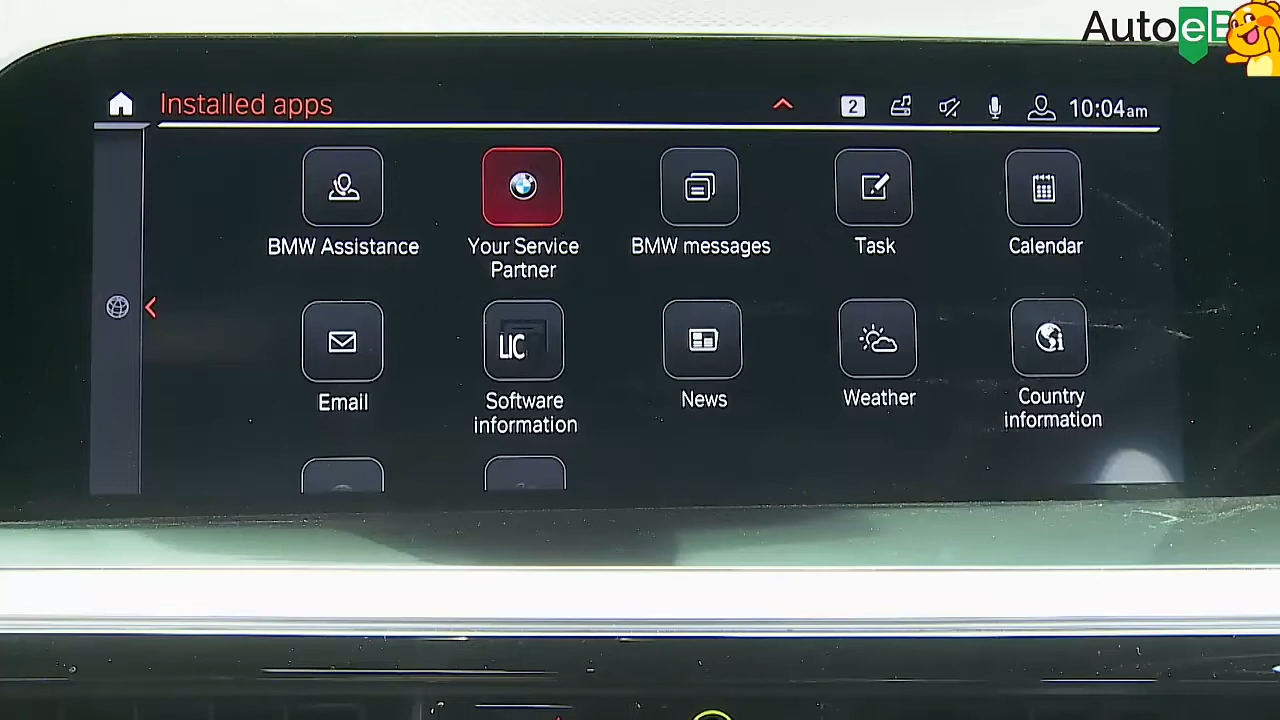 Autoe
Installed apps
2
10:04am
BMW Assistance
Your Service
Partner
BMW messages
Task
Calendar
Email
LIC
Software
information
News
Weather
Country
information